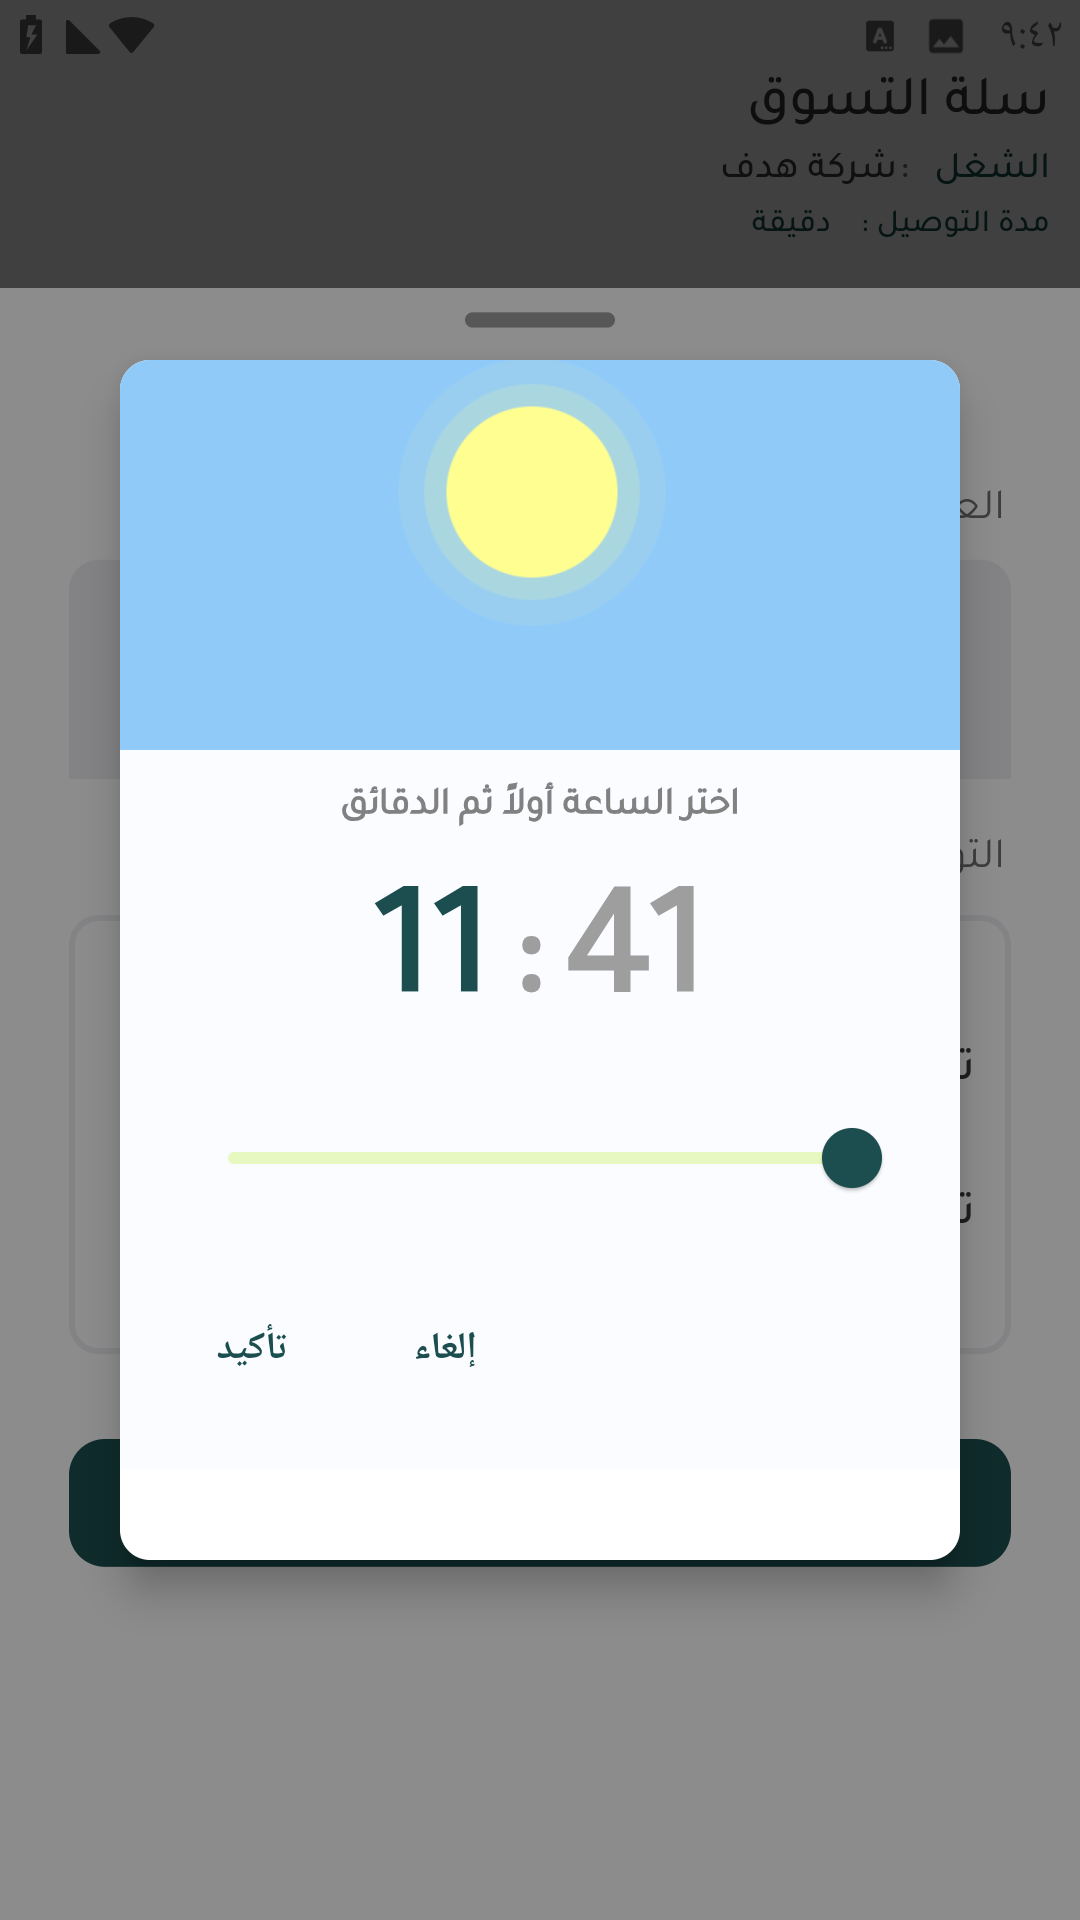 ٩:٤٢
سلة التسوق
الشغل : شركة هدف
مدة التوصيل : دقيقة
الع
اختر الساعة أولاً ثم الدقائق
التو
11 : 41
ت
ت
إلغاء تأكيد